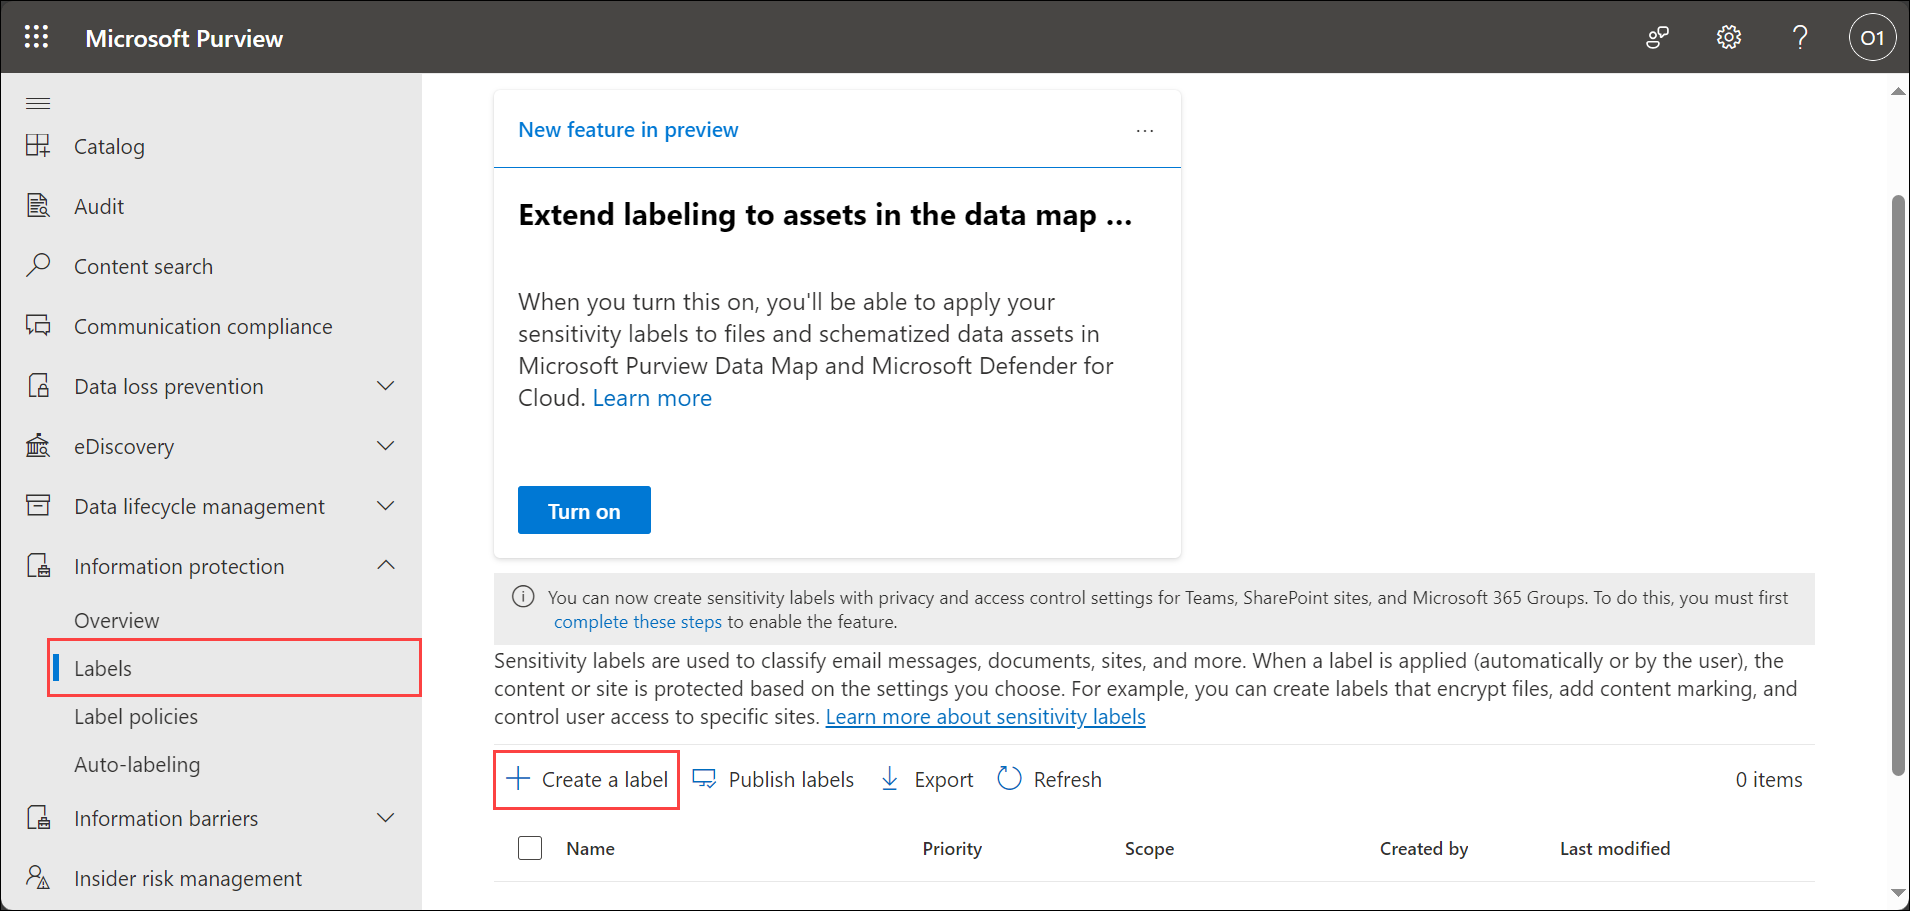 Microsoft Purview
O1
Catalog
Audit
Content search
Communication compliance
Data loss prevention
eDiscovery
Data lifecycle management
Information protection
Overview
Labels
Label policies
Auto-labeling
Information barriers
Insider risk management
New feature in preview
...
Extend labeling to assets in the data map ...
When you turn this on, you'll be able to apply your
sensitivity labels to files and schematized data assets in
Microsoft Purview Data Map and Microsoft Defender for
Cloud. Learn more
Turn on
You can now create sensitivity labels with privacy and access control settings for Teams, SharePoint sites, and Microsoft 365 Groups. To do this, you must first
complete these steps to enable the feature.
Sensitivity labels are used to classify email messages, documents, sites, and more. When a label is applied (automatically or by the user), the
content or site is protected based on the settings you choose. For example, you can create labels that encrypt files, add content marking, and
control user access to specific sites. Learn more about sensitivity labels
Create a label Publish labels Export Refresh 0 items
Name Priority Scope Created by Last modified